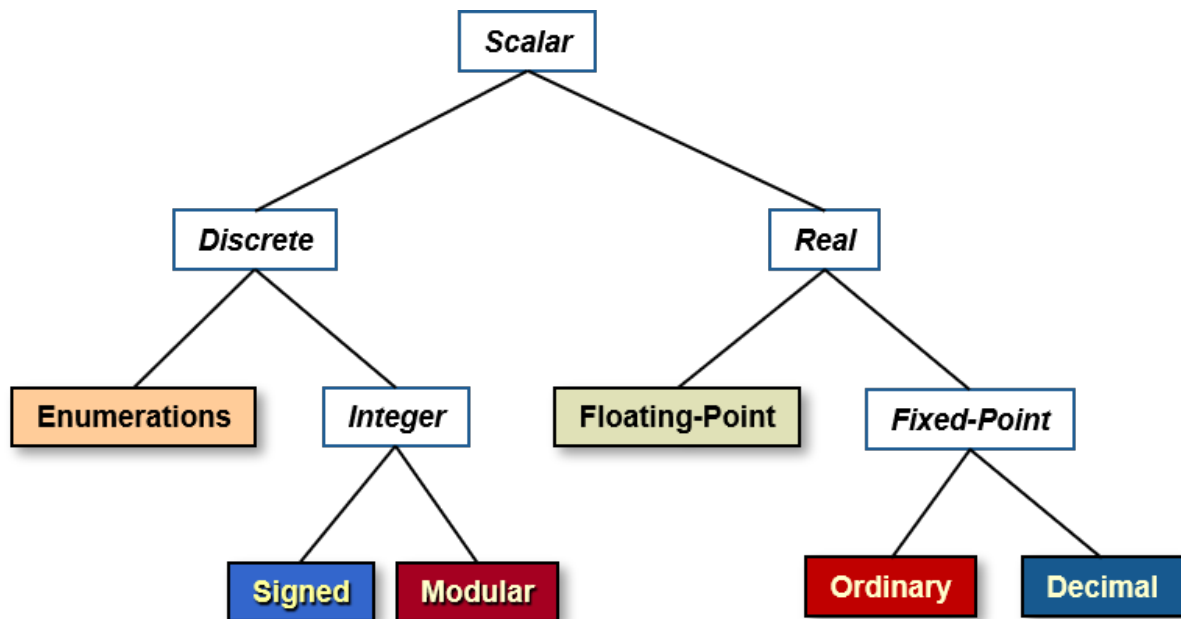 Scalar
Discrete
Real
Enumerations
Integer
Floating-Point
Fixed-Point
Signed
Modular
Ordinary
Decimal